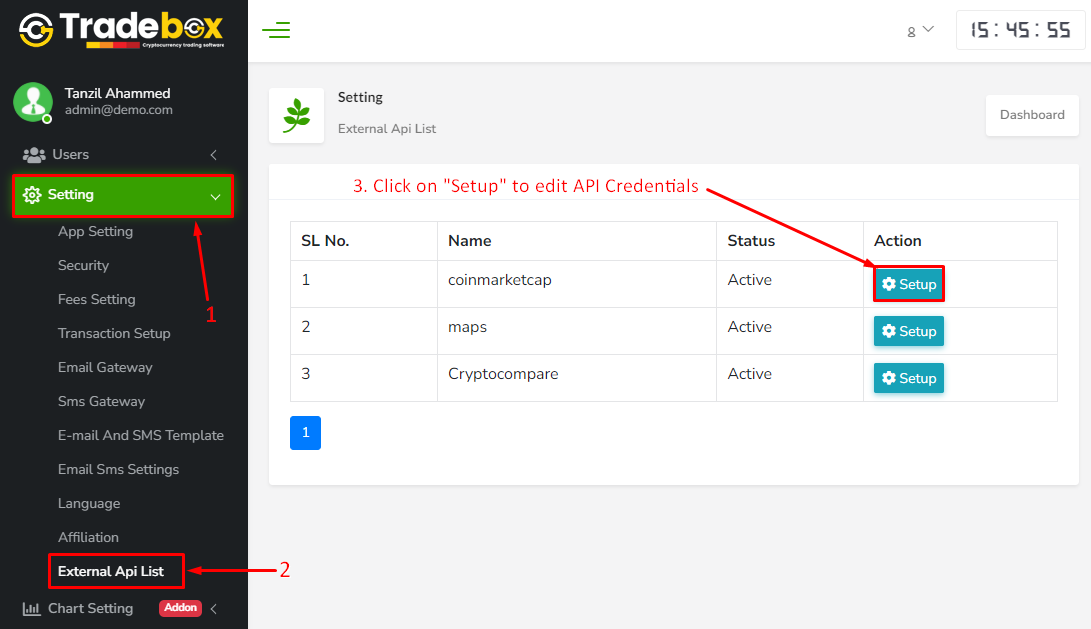 Tradebox
Cryptocurrency trading software
15:45:55
Tanzil Ahammed
admin@demo.com
Users
Setting
App Setting
Security
Fees Setting
Transaction Setup
Email Gateway
Sms Gateway
E-mail And SMS Template
Email Sms Settings
Language
Affiliation
External Api List
Chart Setting Addon
1
2
Setting
External Api List
Dashboard
3. Click on "Setup" to edit API Credentials
SL No. Name Status Action
1 coinmarketcap Active Setup
2 maps Active Setup
3 Cryptocompare Active Setup
1